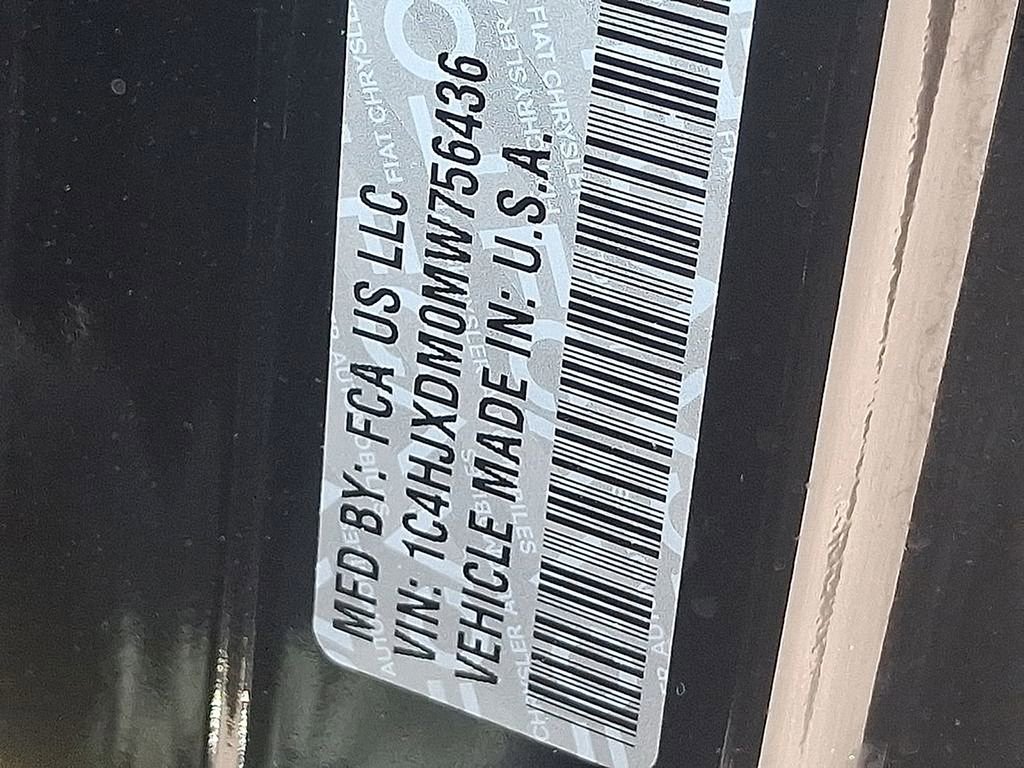 MFD BY: FCA US LLC
VIN: 1C4HJXDM0MW756436
VEHICLE MADE IN: U.S.A.